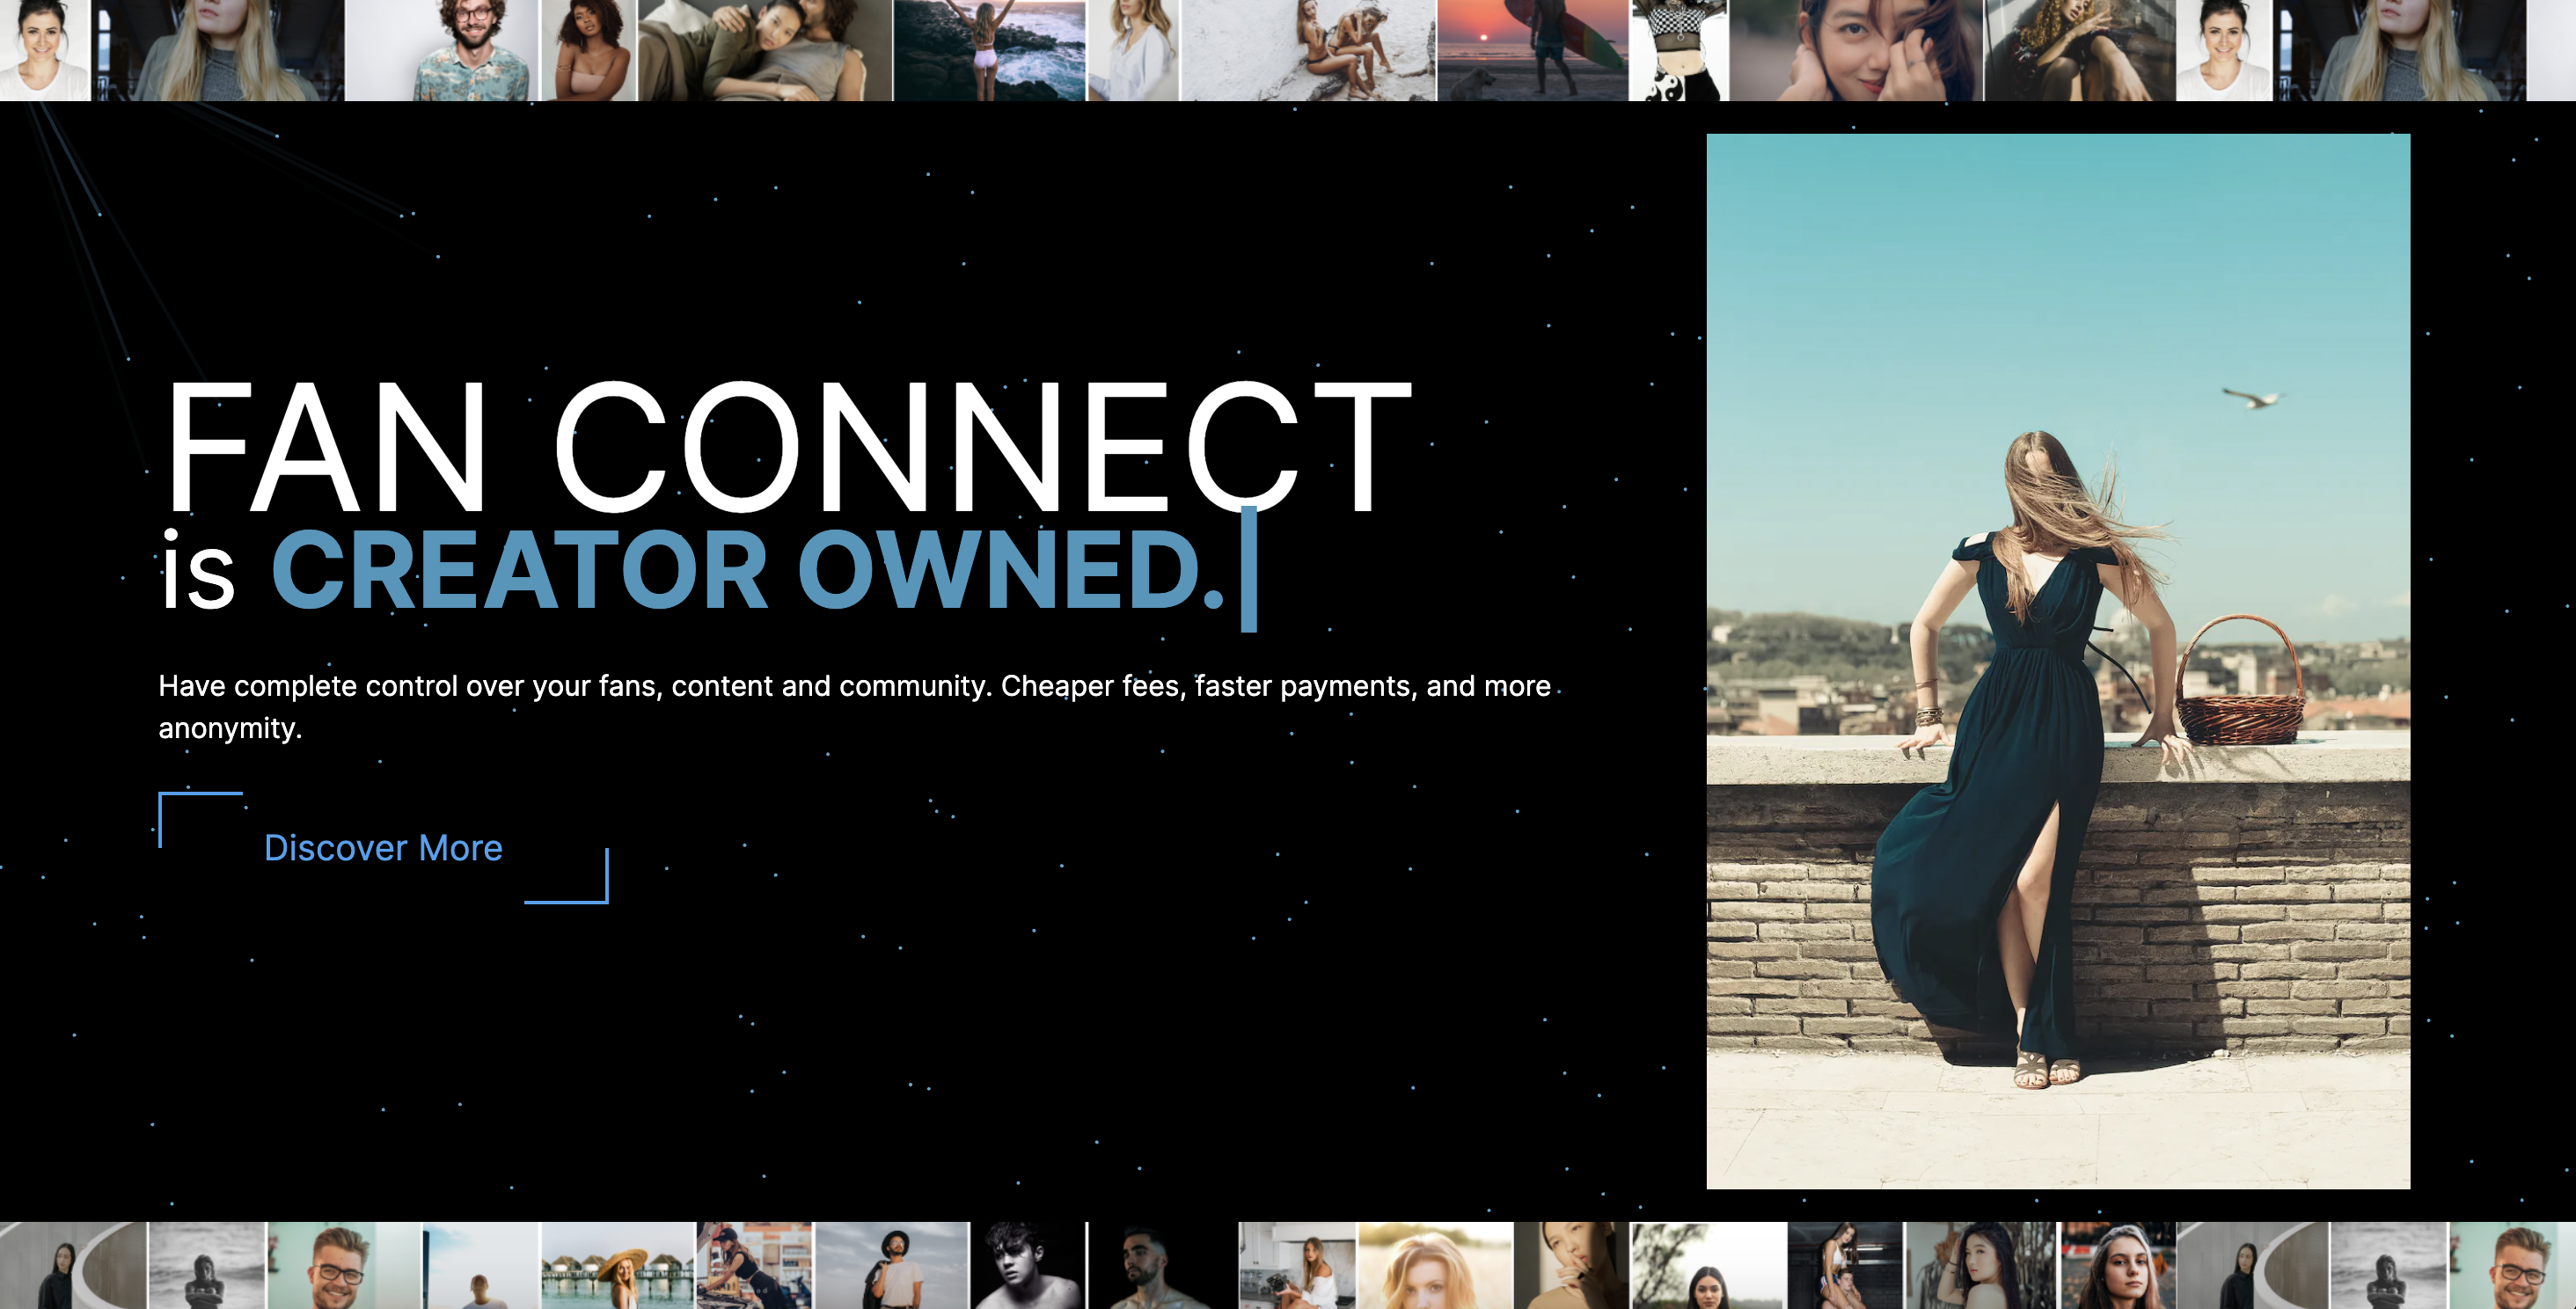 FAN CONNECT
is CREATOR OWNED.
Have complete control over your fans, content and community. Cheaper fees, faster payments, and more
anonymity.
Discover More